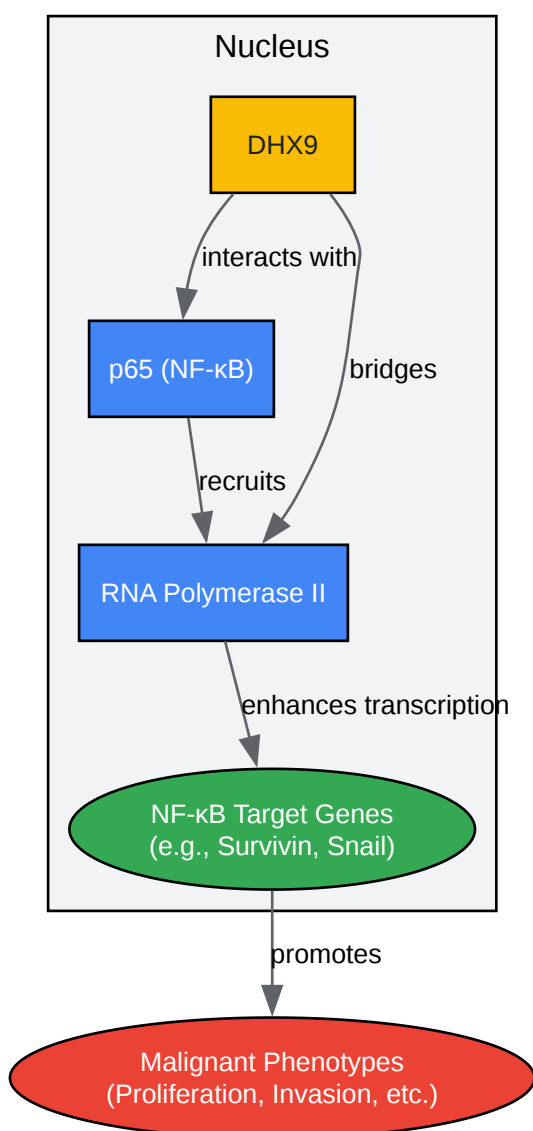 Nucleus
DHX9
interacts with
p65 (NF-κB)
bridges
recruits
RNA Polymerase II
enhances transcription
NF-κB Target Genes
(e.g., Survivin, Snail)
promotes
Malignant Phenotypes
(Proliferation, Invasion, etc.)